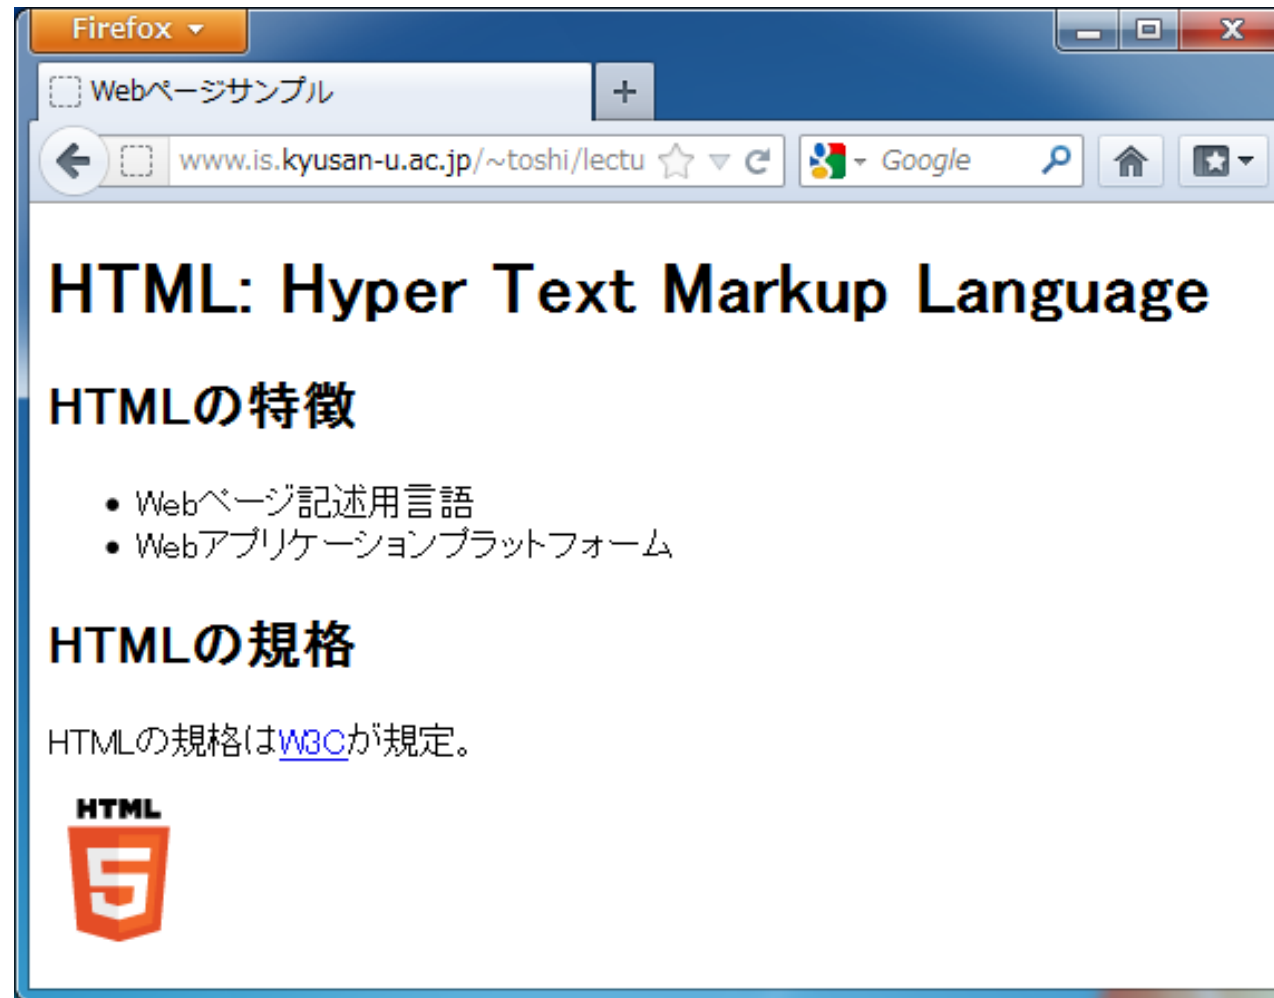 Firefox
Webページサンプル
www.is.kyusan-u.ac.jp/~toshi/lectu
Google
HTML: Hyper Text Markup Language
HTMLの特徴
Webページ記述用言語
Webアプリケーションプラットフォーム
HTMLの規格
HTMLの規格はW3Cが規定。
HTML
5